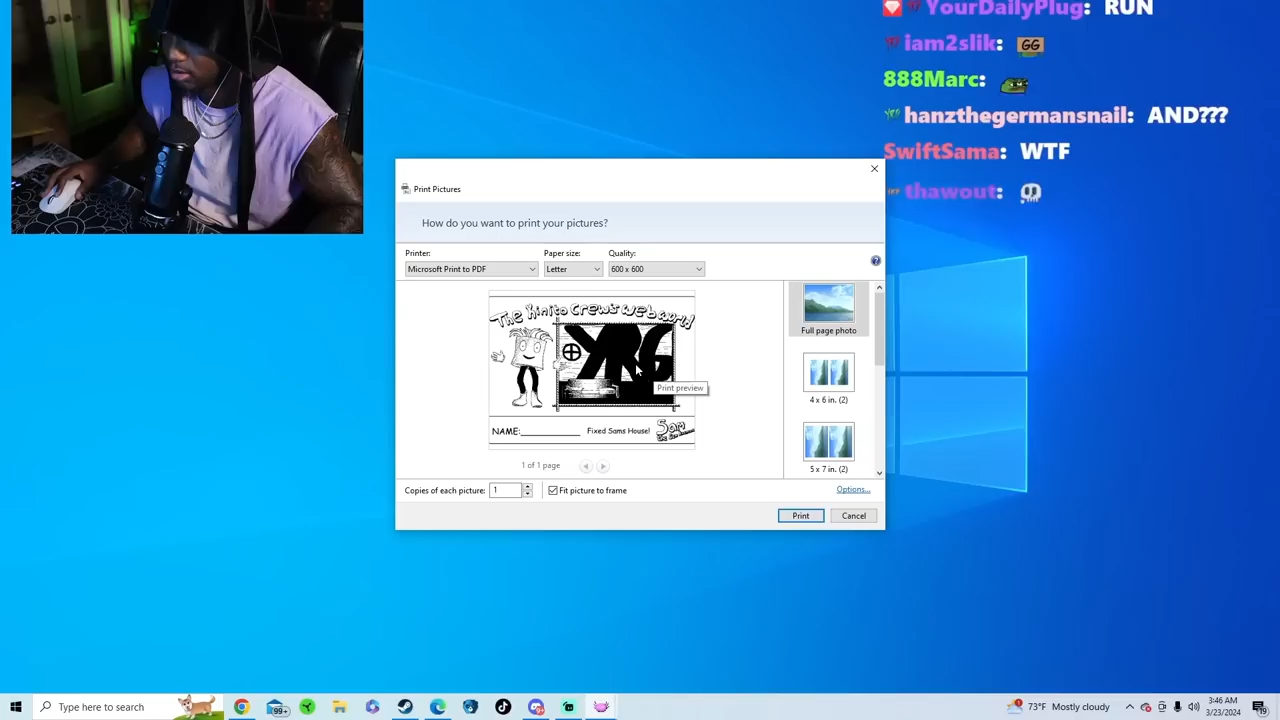 YourDailyPlug: RUN
iam2slik: GG
888Marc:
hanzthegermansnail: AND???
SwiftSama: WTF
thawout:
Print Pictures
How do you want to print your pictures?
Printer: Paper size: Quality:
Microsoft Print to PDF Letter 600 x 600
The Kinito Crew's Web World
NAME:___________ Fixed Sams House! Sam
Print preview
Full page photo
4 x 6 in. (2)
5 x 7 in. (2)
1 of 1 page
Copies of each picture: 1 Fit picture to frame Options...
Print Cancel
Type here to search 99+ 73°F Mostly cloudy 3:46 AM
3/23/2024 19